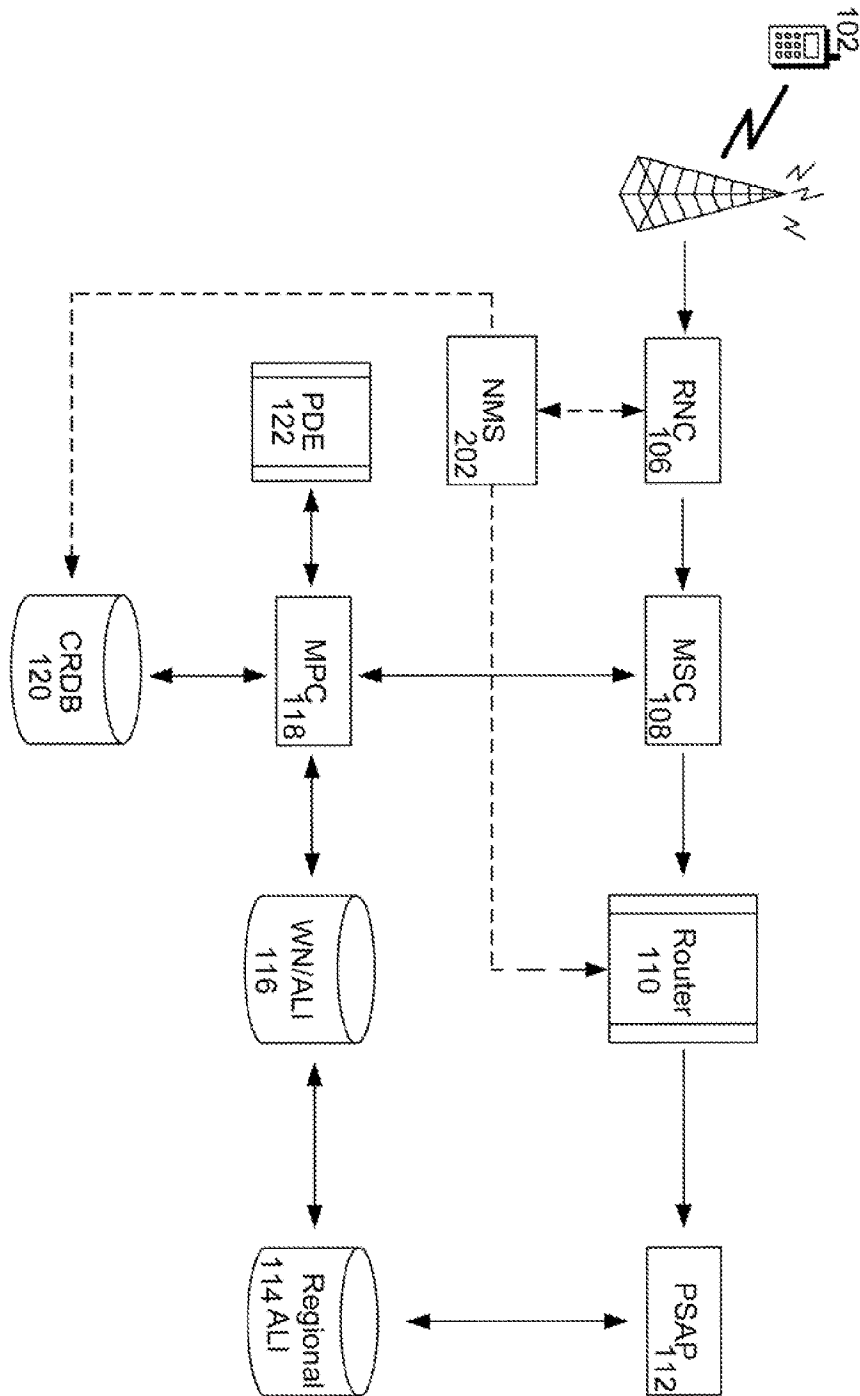 102
RNC
106
MSC
108
Router
110
PSAP
112
NMS
202
PDE
122
MPC
118
WN/ALI
116
Regional
114 ALI
CRDB
120